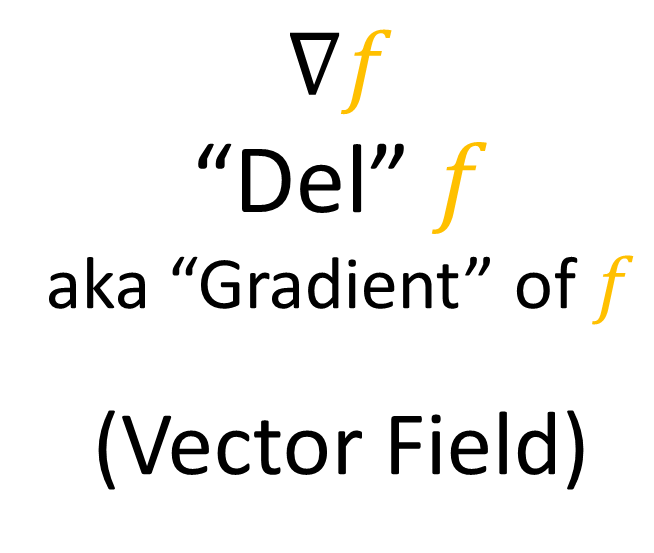 ∇𝑓
“Del” 𝑓
aka “Gradient” of 𝑓
(Vector Field)